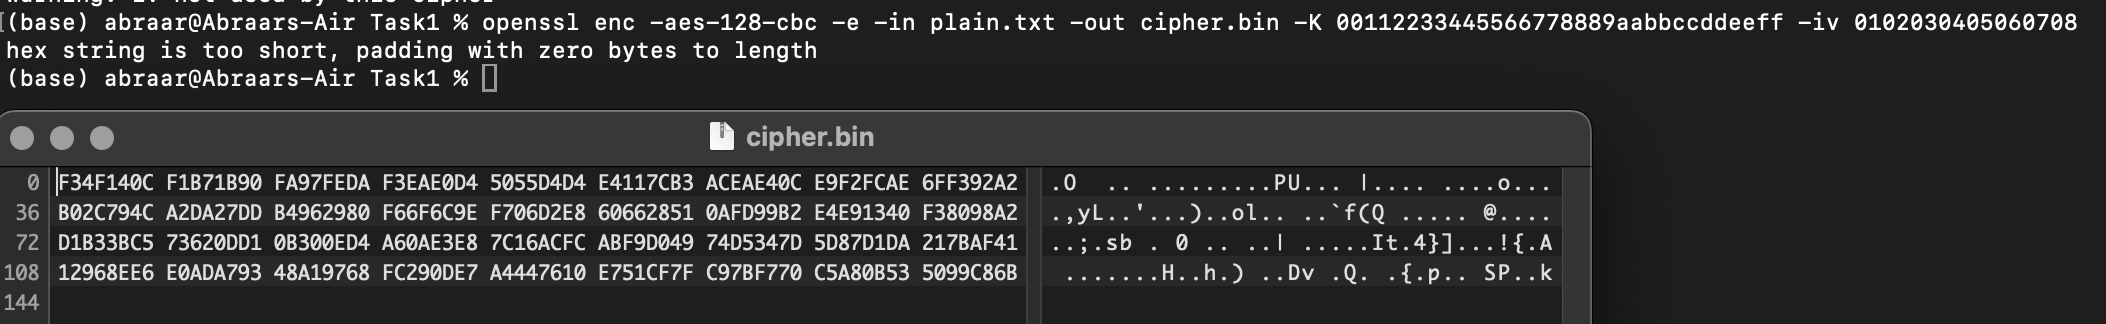 (base) abraar@Abraars-Air Task1 % openssl enc -aes-128-cbc -e -in plain.txt -out cipher.bin -K 00112233445566778889aabbccddeeff -iv 0102030405060708
hex string is too short, padding with zero bytes to length
(base) abraar@Abraars-Air Task1 %
cipher.bin
0 F34F140C F1B71B90 FA97FEDA F3EAE0D4 5055D4D4 E4117CB3 ACEAE40C E9F2FCAE 6FF392A2 .O .. .........PU... |.... ....o...
36 B02C794C A2DA27DD B4962980 F66F6C9E F706D2E8 60662851 0AFD99B2 E4E91340 F38098A2 .,yL..'...)..ol.. ..`f(Q ..... @....
72 D1B33BC5 73620DD1 0B300ED4 A60AE3E8 7C16ACFC ABF9D049 74D5347D 5D87D1DA 217BAF41 ..;.sb . 0 .. ..| .....It.4}]...!{.A
108 12968EE6 E0ADA793 48A19768 FC290DE7 A4447610 E751CF7F C97BF770 C5A80B53 5099C86B .......H..h.) ..Dv .Q. .{.p.. SP..k
144